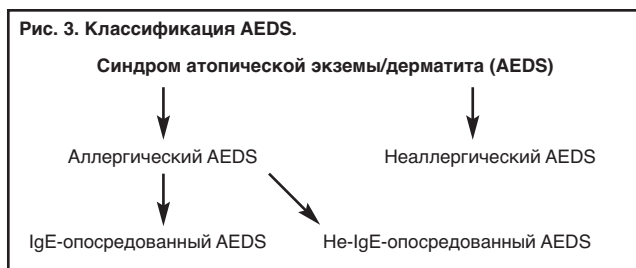 Рис. 3. Классификация AEDS.
Синдром атопической экземы/дерматита (AEDS)
Аллергический AEDS Неаллергический AEDS
IgE-опосредованный AEDS Не-IgE-опосредованный AEDS